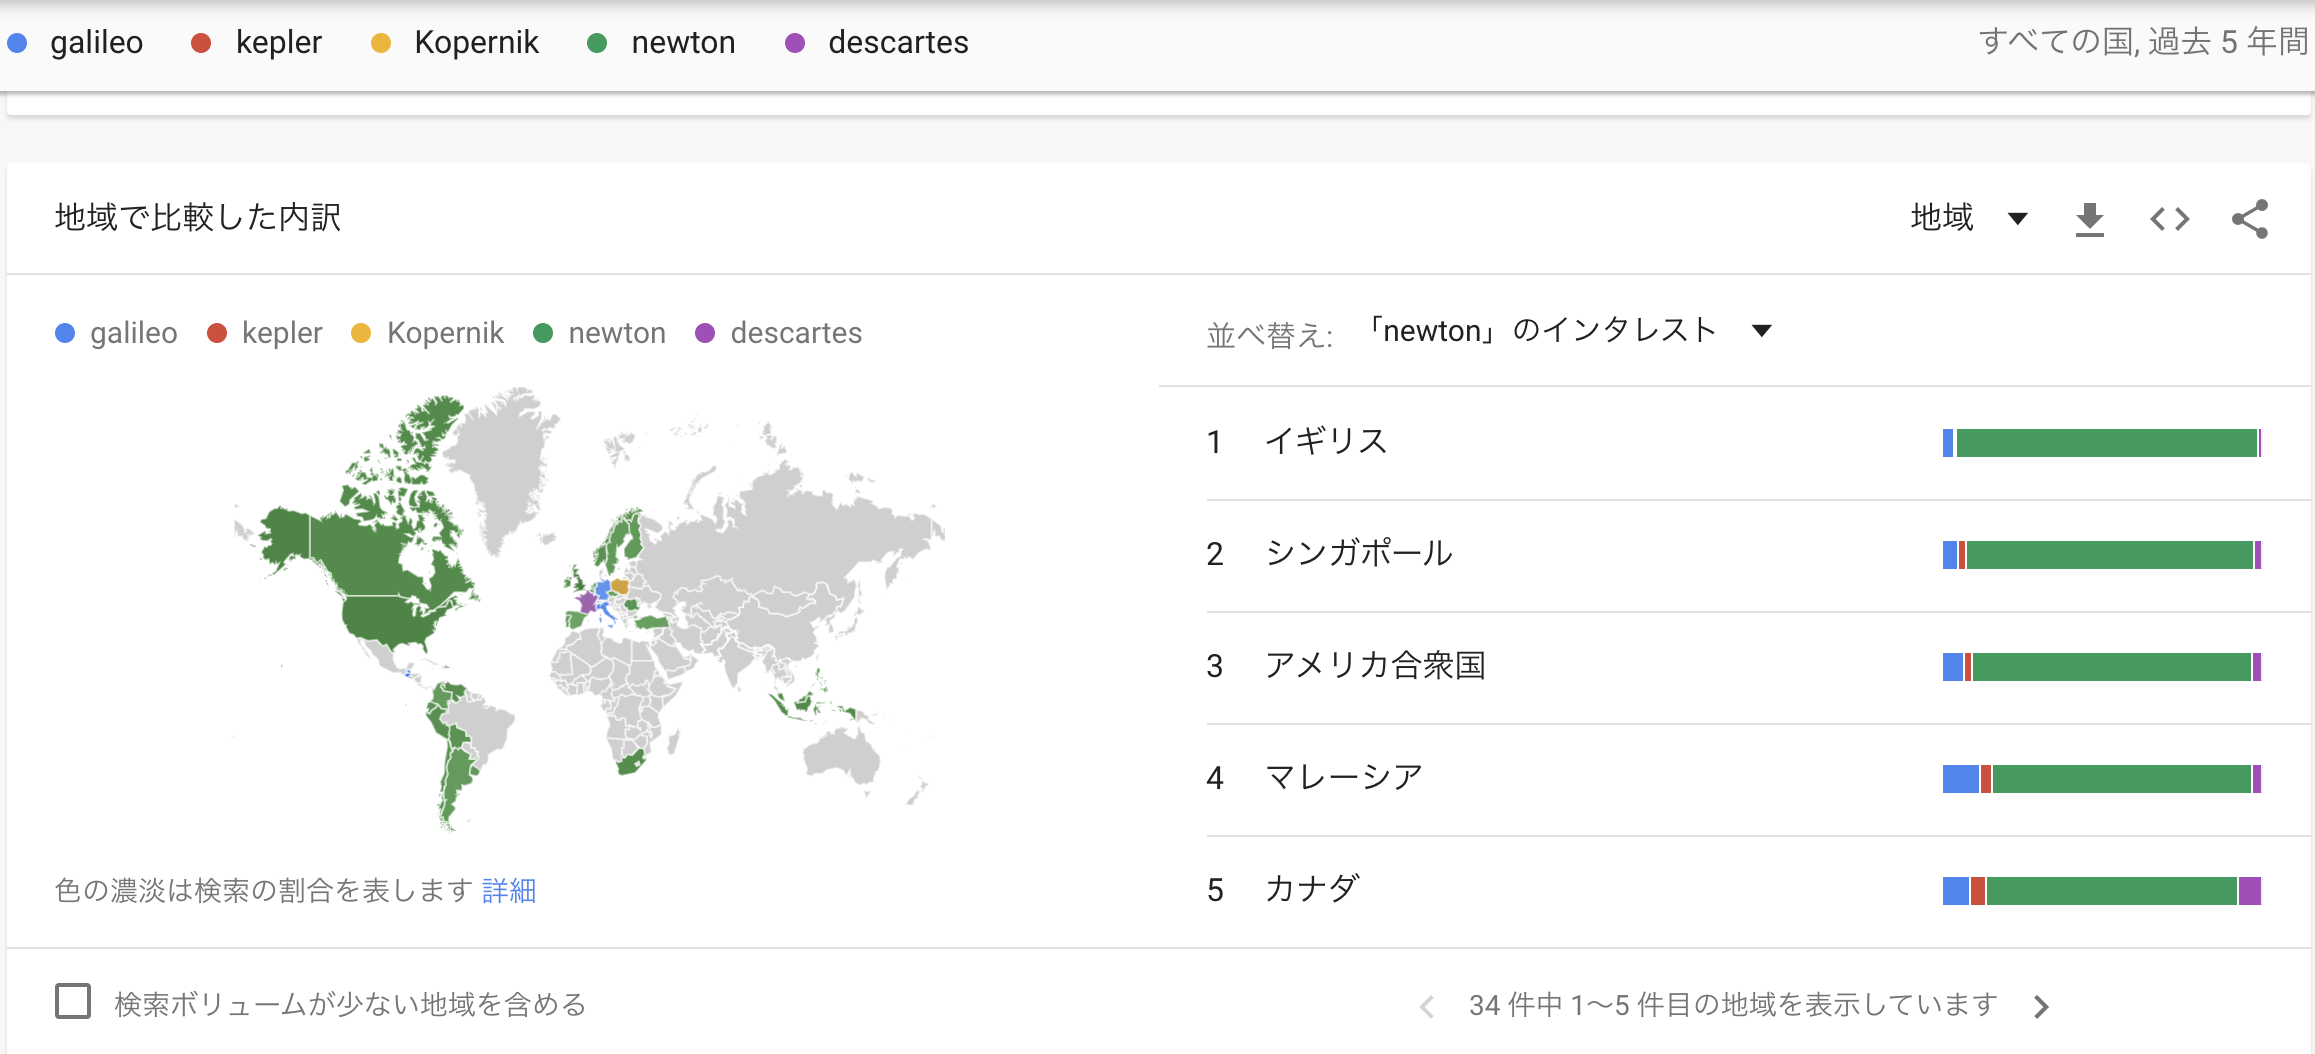 galileo kepler Kopernik newton descartes すべての国, 過去 5 年間
地域で比較した内訳 地域
galileo kepler Kopernik newton descartes
並べ替え: 「newton」のインタレスト
1 イギリス
2 シンガポール
3 アメリカ合衆国
4 マレーシア
5 カナダ
色の濃淡は検索の割合を表します 詳細
検索ボリュームが少ない地域を含める
34 件中 1～5 件目の地域を表示しています